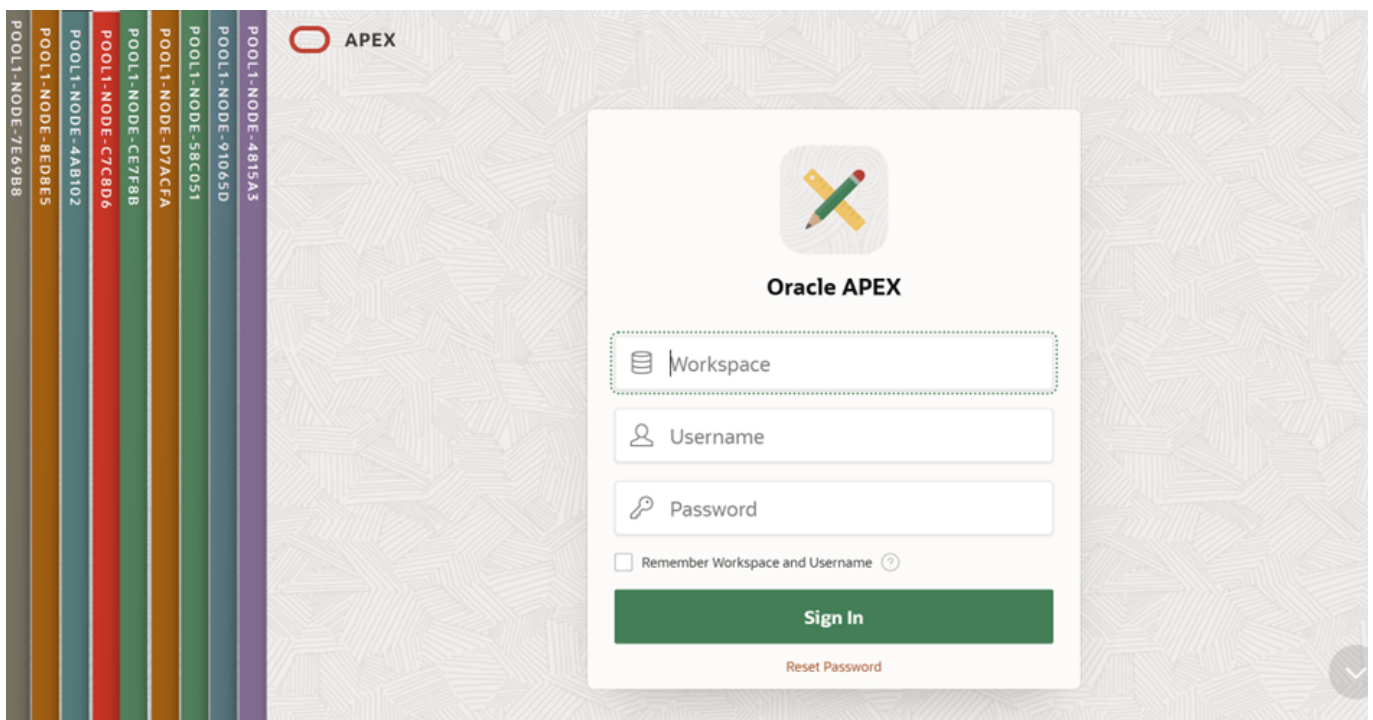 POOL1-NODE-7E69B8
POOL1-NODE-8ED8E5
POOL1-NODE-4AB102
POOL1-NODE-C7C8D6
POOL1-NODE-CE7F8B
POOL1-NODE-D7ACFA
POOL1-NODE-58C051
POOL1-NODE-91065D
POOL1-NODE-4815A3
APEX
Oracle APEX
Workspace
Username
Password
Remember Workspace and Username ?
Sign In
Reset Password